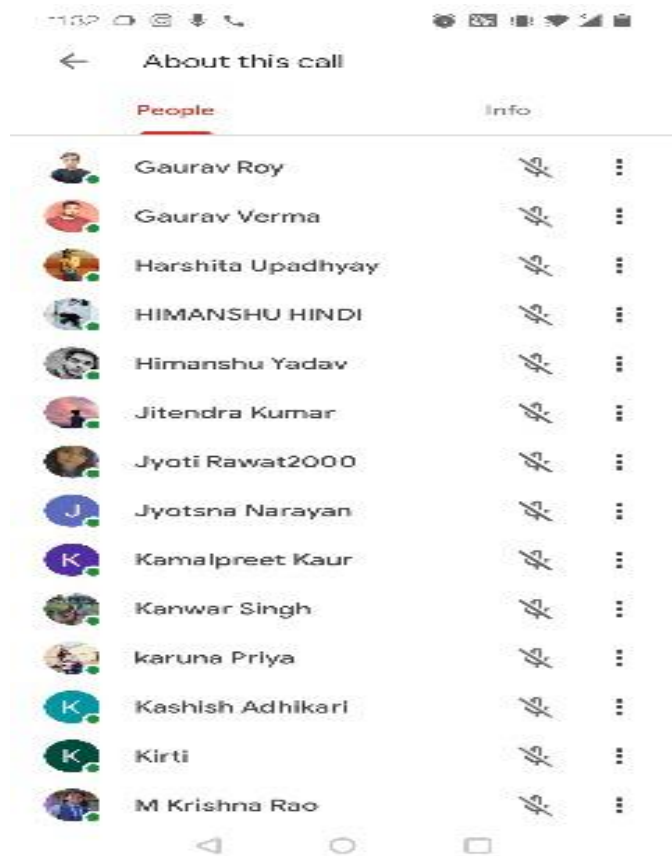 About this call
People Info
Gaurav Roy
Gaurav Verma
Harshita Upadhyay
HIMANSHU HINDI
Himanshu Yadav
Jitendra Kumar
Jyoti Rawat2000
J Jyotsna Narayan
K Kamalpreet Kaur
Kanwar Singh
karuna Priya
K Kashish Adhikari
K Kirti
M Krishna Rao